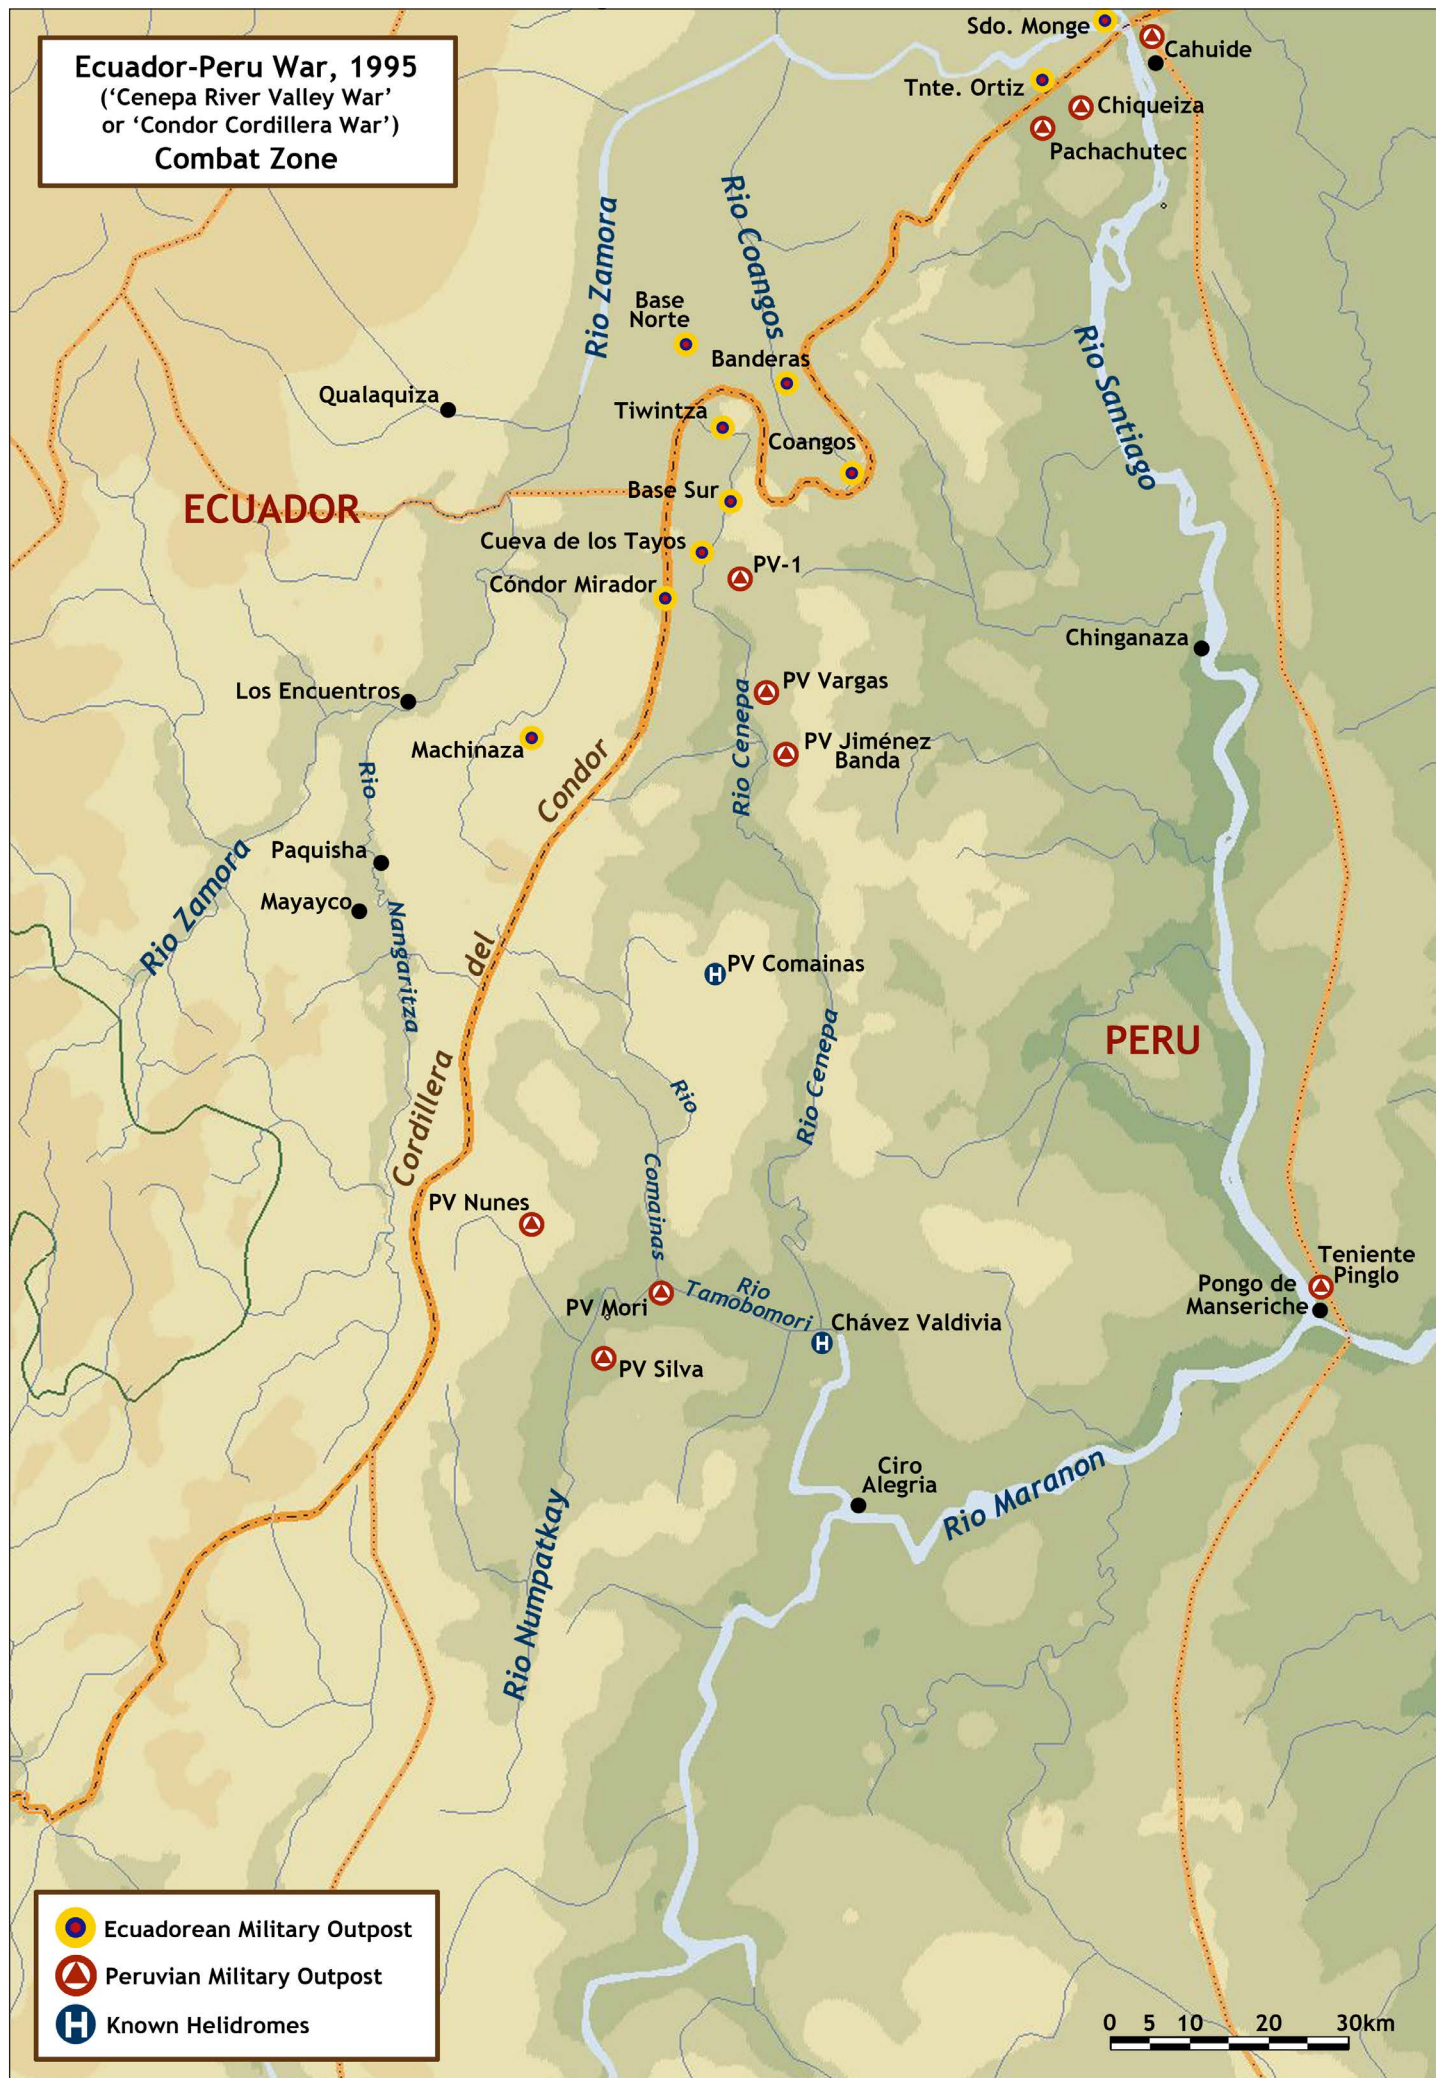 Ecuador-Peru War, 1995
(‘Cenepa River Valley War’
or ‘Condor Cordillera War’)
Combat Zone
Sdo. Monge
Cahuide
Tnte. Ortiz
Chiqueiza
Pachachutec
Rio Zamora
Rio Coangos
Base
Norte
Banderas
Rio Santiago
Qualaquiza
Tiwintza
Coangos
ECUADOR
Base Sur
Cueva de los Tayos
PV-1
Cóndor Mirador
Chinganaza
Los Encuentros
PV Vargas
Rio Cenepa
Machinaza
PV Jiménez
Banda
Rio
Nangaritza
Paquisha
Mayayco
Rio Zamora
Cordillera del Condor
PV Comainas
PERU
Rio Cenepa
Rio
Comainas
PV Nunes
Rio
Tamobomori
PV Mori
Chávez Valdivia
PV Silva
Teniente
Pinglo
Pongo de
Manseriche
Ciro
Alegria
Rio Maranon
Rio Numpatkay
Ecuadorean Military Outpost
Peruvian Military Outpost
H Known Helidromes
0 5 10 20 30km